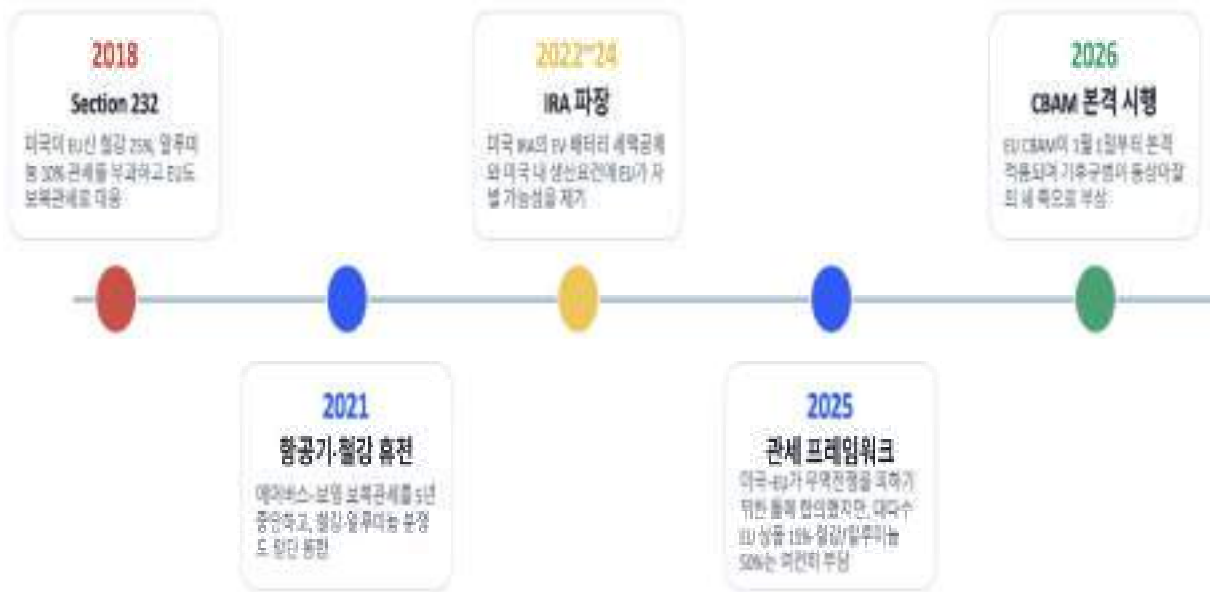 2018
Section 232
미국이 EU산 철강 25%, 알루미
늄 10% 관세를 부과하고 EU도
보복관세로 대응
2021
항공기·철강 휴전
에어버스-보잉 보복관세를 5년
중단하고, 철강·알루미늄 분쟁
도 일단 봉합
2022~24
IRA 파장
미국 IRA의 EV 배터리 세액공제
와 미국 내 생산요건에 EU가 차
별 가능성을 제기
2025
관세 프레임워크
미국-EU가 무역전쟁을 피하기
위한 틀에 합의했지만, 대다수
EU 상품 15%·철강/알루미늄
50%는 여전히 부담
2026
CBAM 본격 시행
EU CBAM이 1월 1일부터 본격
적용되며 기후규범이 통상마찰
의 새 축으로 부상